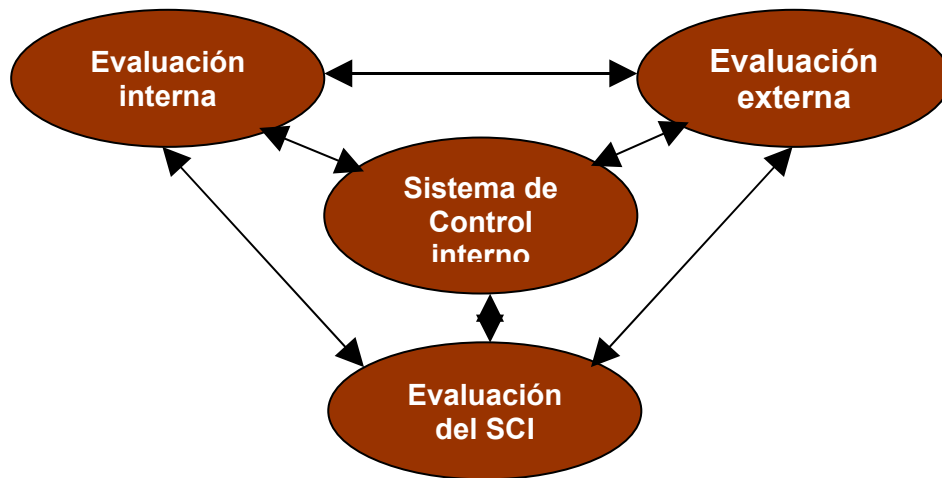 Evaluación
interna
Evaluación
externa
Sistema de
Control
interno
Evaluación
del SCI